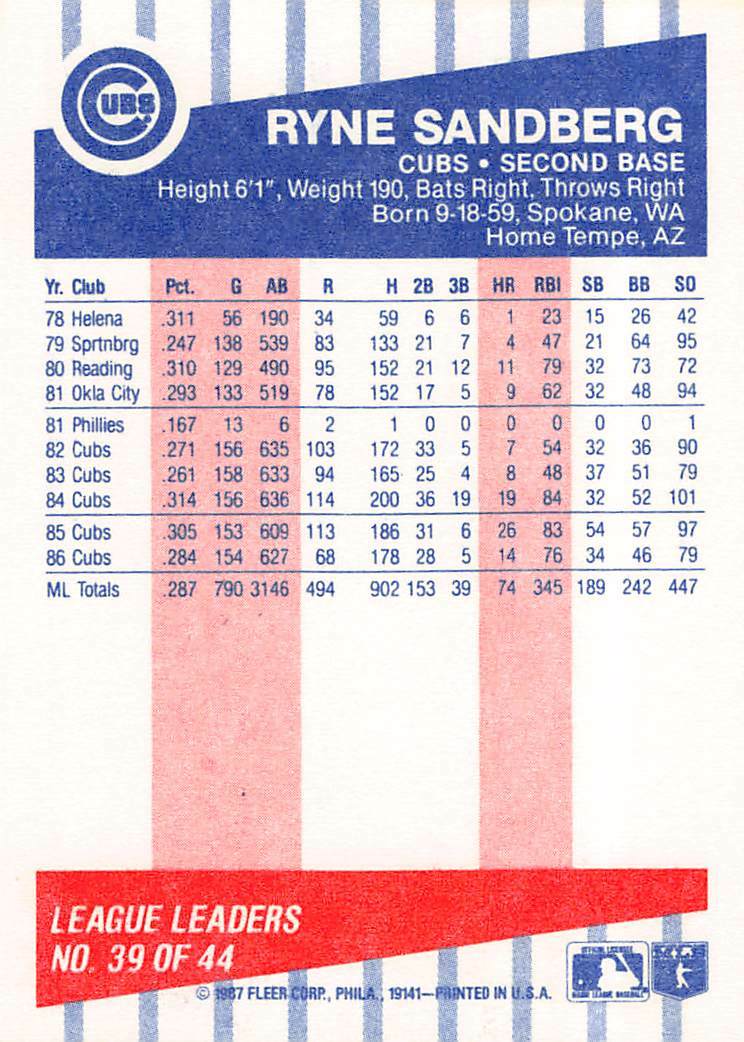 CUBS
RYNE SANDBERG
CUBS • SECOND BASE
Height 6'1", Weight 190, Bats Right, Throws Right
Born 9-18-59, Spokane, WA
Home Tempe, AZ
Yr. Club Pct. G AB R H 2B 3B HR RBI SB BB SO
78 Helena .311 56 190 34 59 6 6 1 23 15 26 42
79 Sprtnbrg .247 138 539 83 133 21 7 4 47 21 64 95
80 Reading .310 129 490 95 152 21 12 11 79 32 73 72
81 Okla City .293 133 519 78 152 17 5 9 62 32 48 94
81 Phillies .167 13 6 2 1 0 0 0 0 0 0 1
82 Cubs .271 156 635 103 172 33 5 7 54 32 36 90
83 Cubs .261 158 633 94 165 25 4 8 48 37 51 79
84 Cubs .314 156 636 114 200 36 19 19 84 32 52 101
85 Cubs .305 153 609 113 186 31 6 26 83 54 57 97
86 Cubs .284 154 627 68 178 28 5 14 76 34 46 79
ML Totals .287 790 3146 494 902 153 39 74 345 189 242 447
LEAGUE LEADERS
NO. 39 OF 44
© 1987 FLEER CORP., PHILA., 19141—PRINTED IN U.S.A.
OFFICIAL LICENSEE
MAJOR LEAGUE BASEBALL